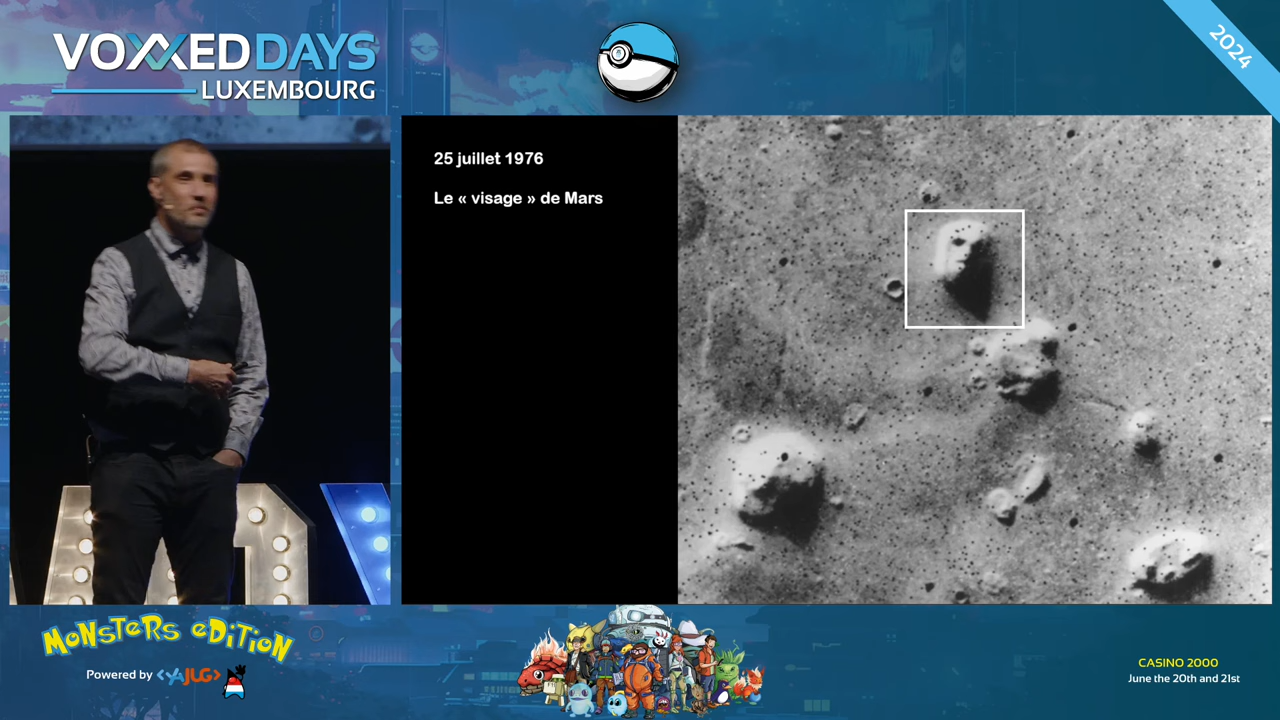 VOXXEDDAYS
LUXEMBOURG
2024
25 juillet 1976
Le « visage » de Mars
MONSTERS EDITION
Powered by <YAJUG>
CASINO 2000
June the 20th and 21st